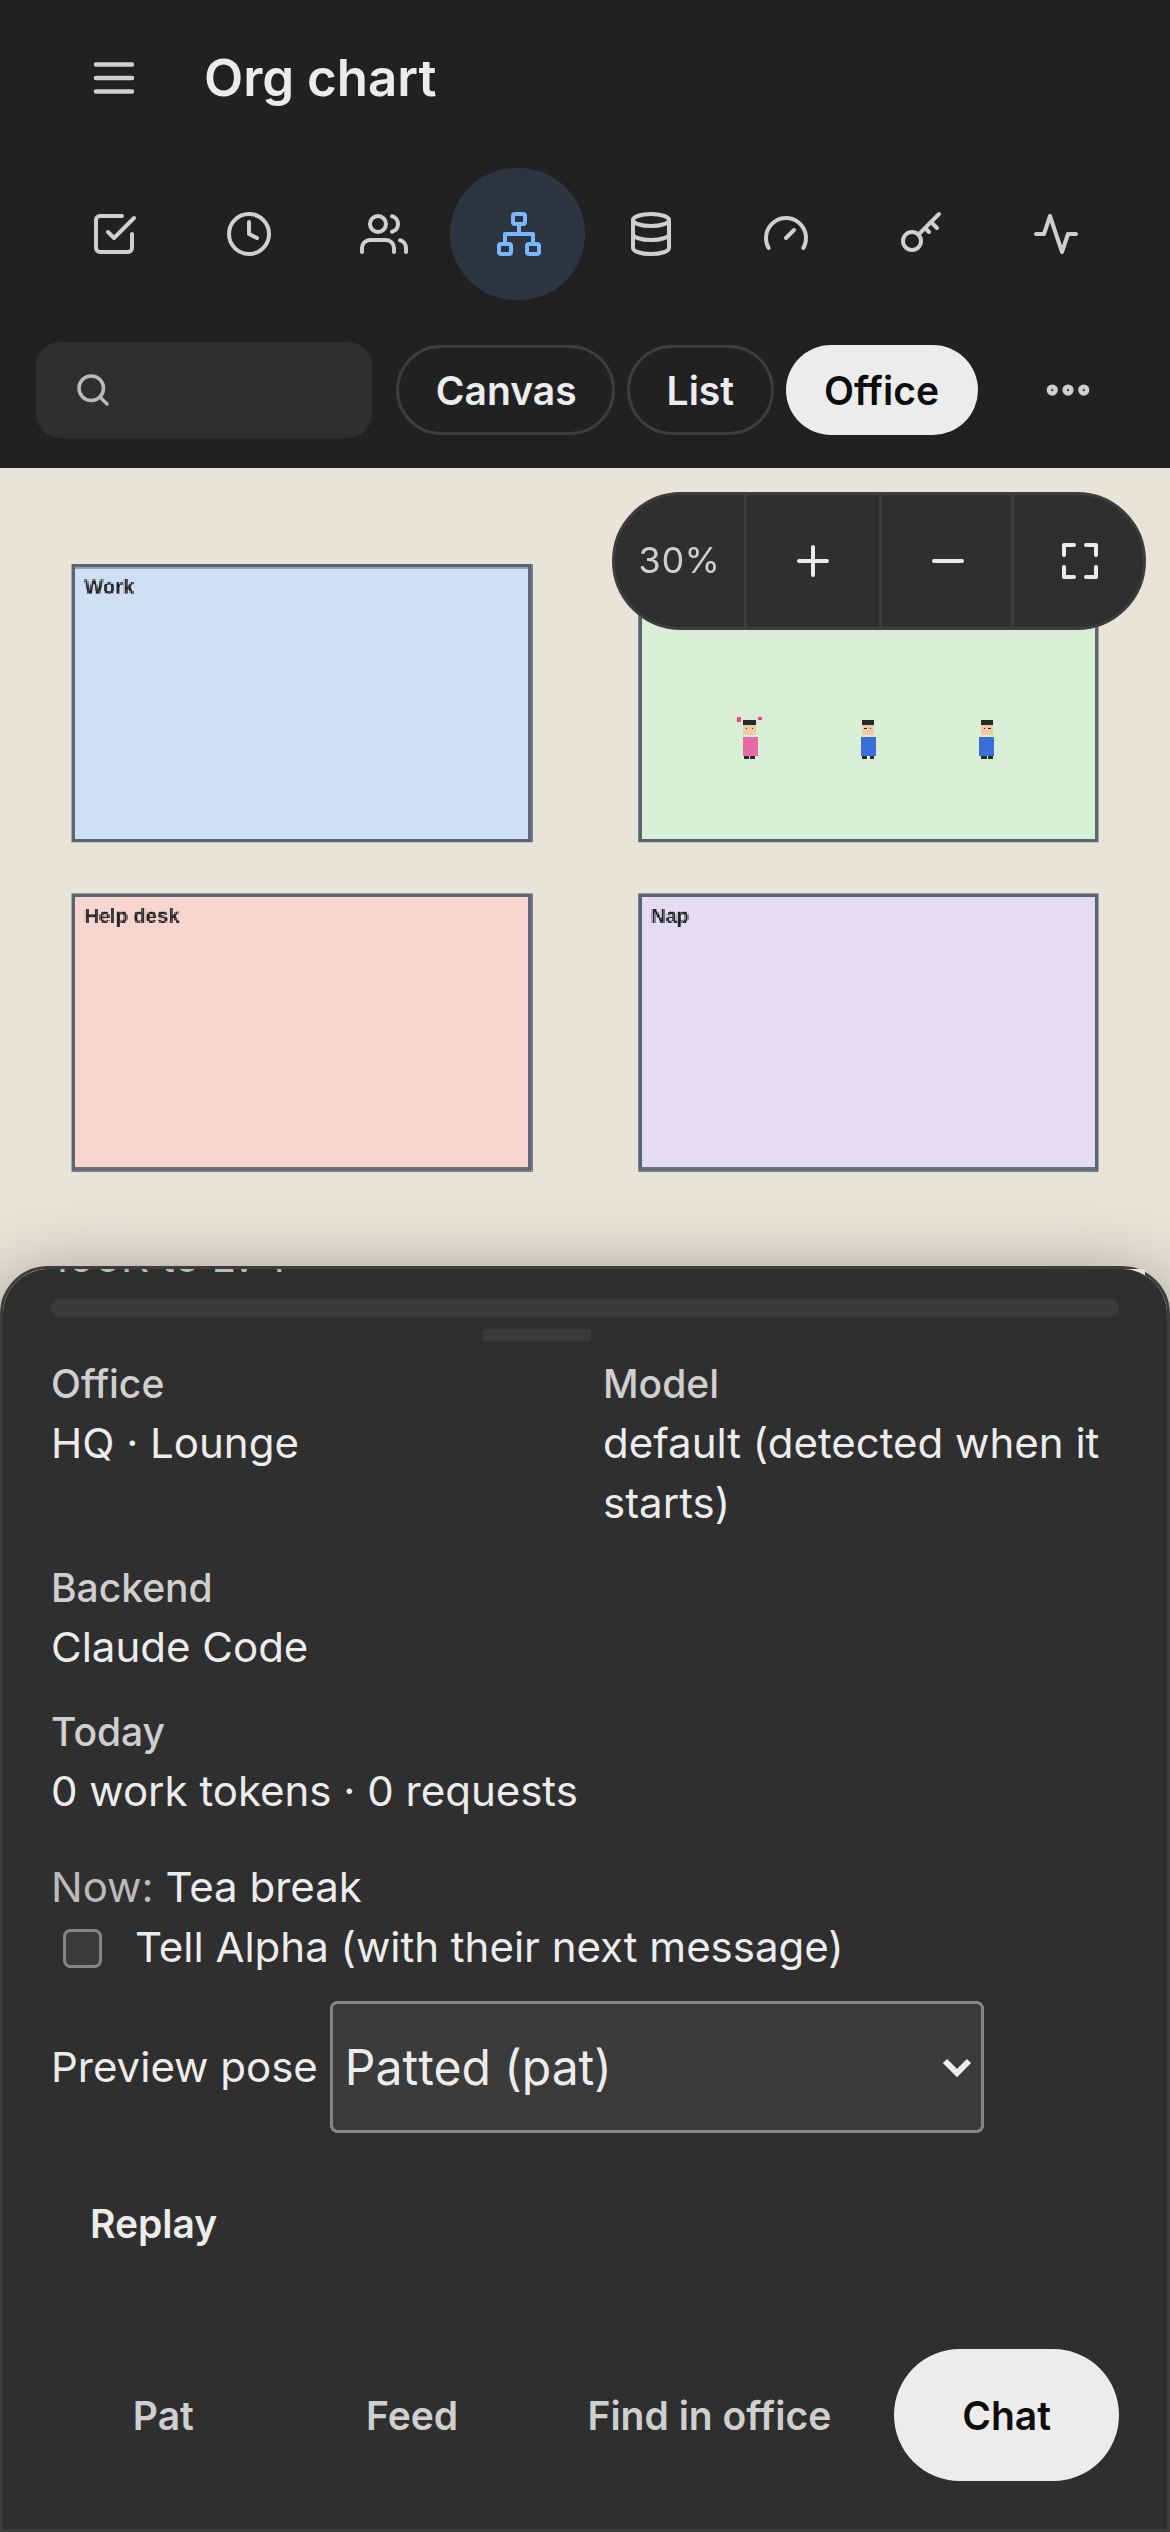 Org chart
Canvas
List
Office
30%
Work
Help desk
Nap
Office
HQ · Lounge
Model
default (detected when it
starts)
Backend
Claude Code
Today
0 work tokens · 0 requests
Now: Tea break
Tell Alpha (with their next message)
Preview pose
Patted (pat)
Replay
Pat
Feed
Find in office
Chat